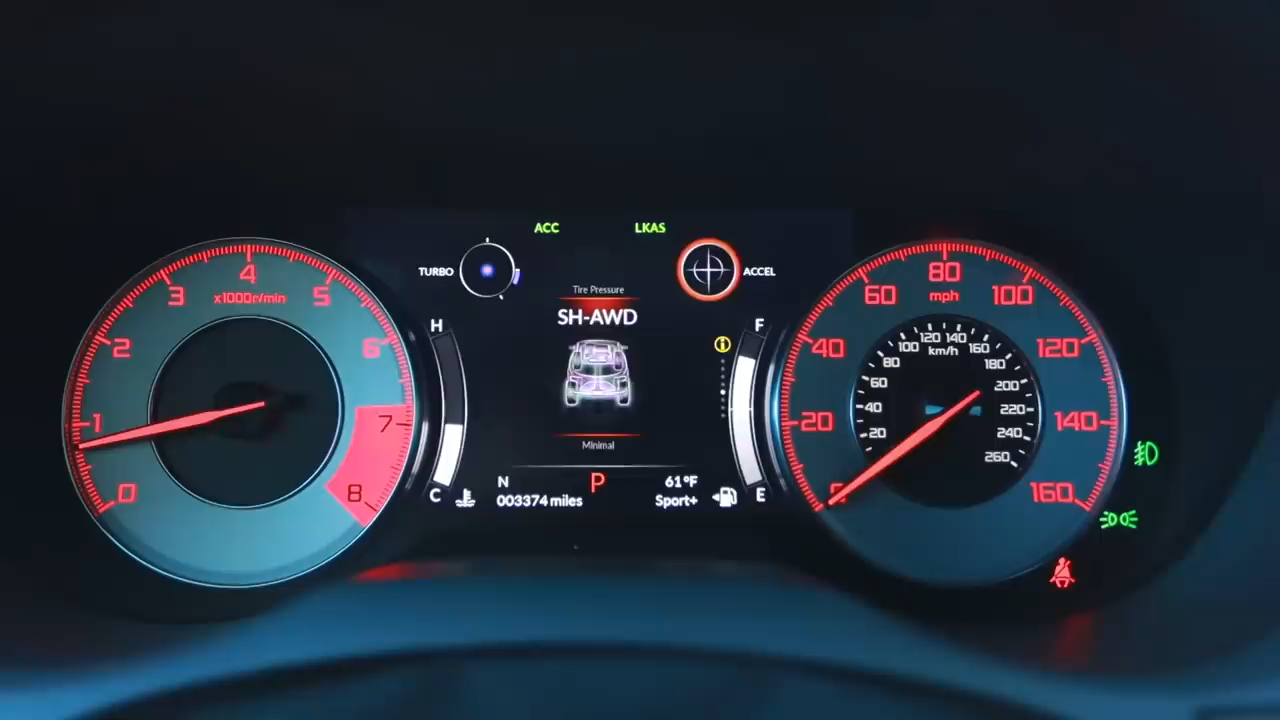 ACC
LKAS
TURBO
ACCEL
Tire Pressure
SH-AWD
Minimal
H
C
F
E
N
003374 miles
P
61°F
Sport+
0
1
2
3
4
5
6
7
8
x1000r/min
20
40
60
80
100
120
140
160
mph
20
40
60
80
100
120
140
160
180
200
220
240
260
km/h